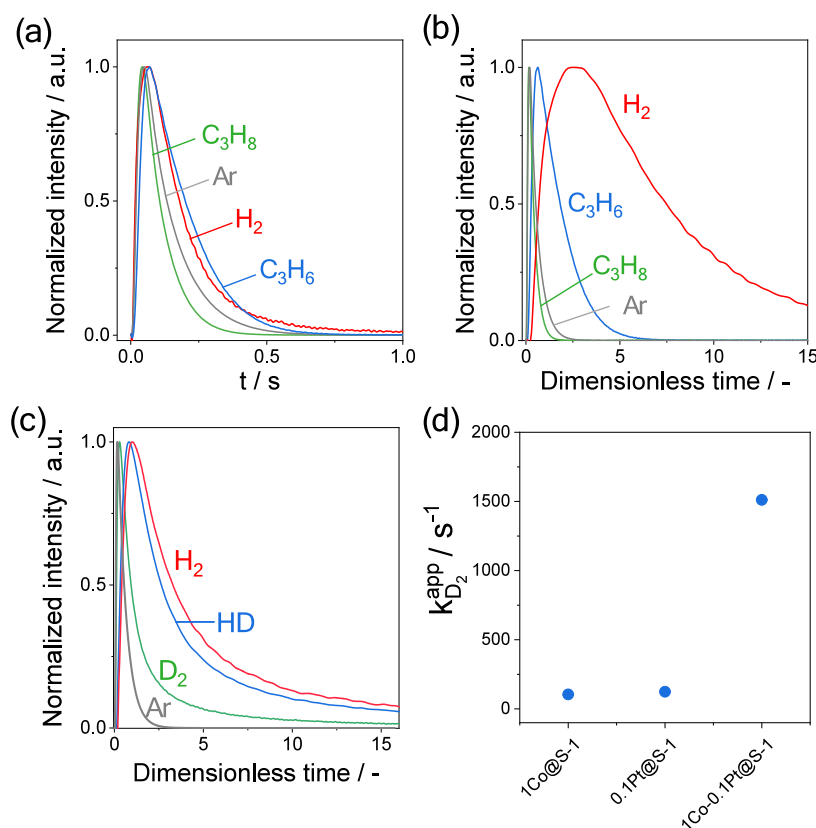 (a)
Normalized intensity / a.u.
1.0
0.5
0.0
C₃H₈
Ar
H₂
C₃H₆
0.0
0.5
1.0
t / s
(b)
Normalized intensity / a.u.
1.0
0.5
0.0
H₂
C₃H₆
C₃H₈
Ar
0
5
10
15
Dimensionless time / -
(c)
Normalized intensity / a.u.
1.0
0.5
0.0
H₂
HD
D₂
Ar
0
5
10
15
Dimensionless time / -
(d)
k^app_D₂ / s⁻¹
2000
1500
1000
500
0
1Co@S-1
0.1Pt@S-1
1Co-0.1Pt@S-1